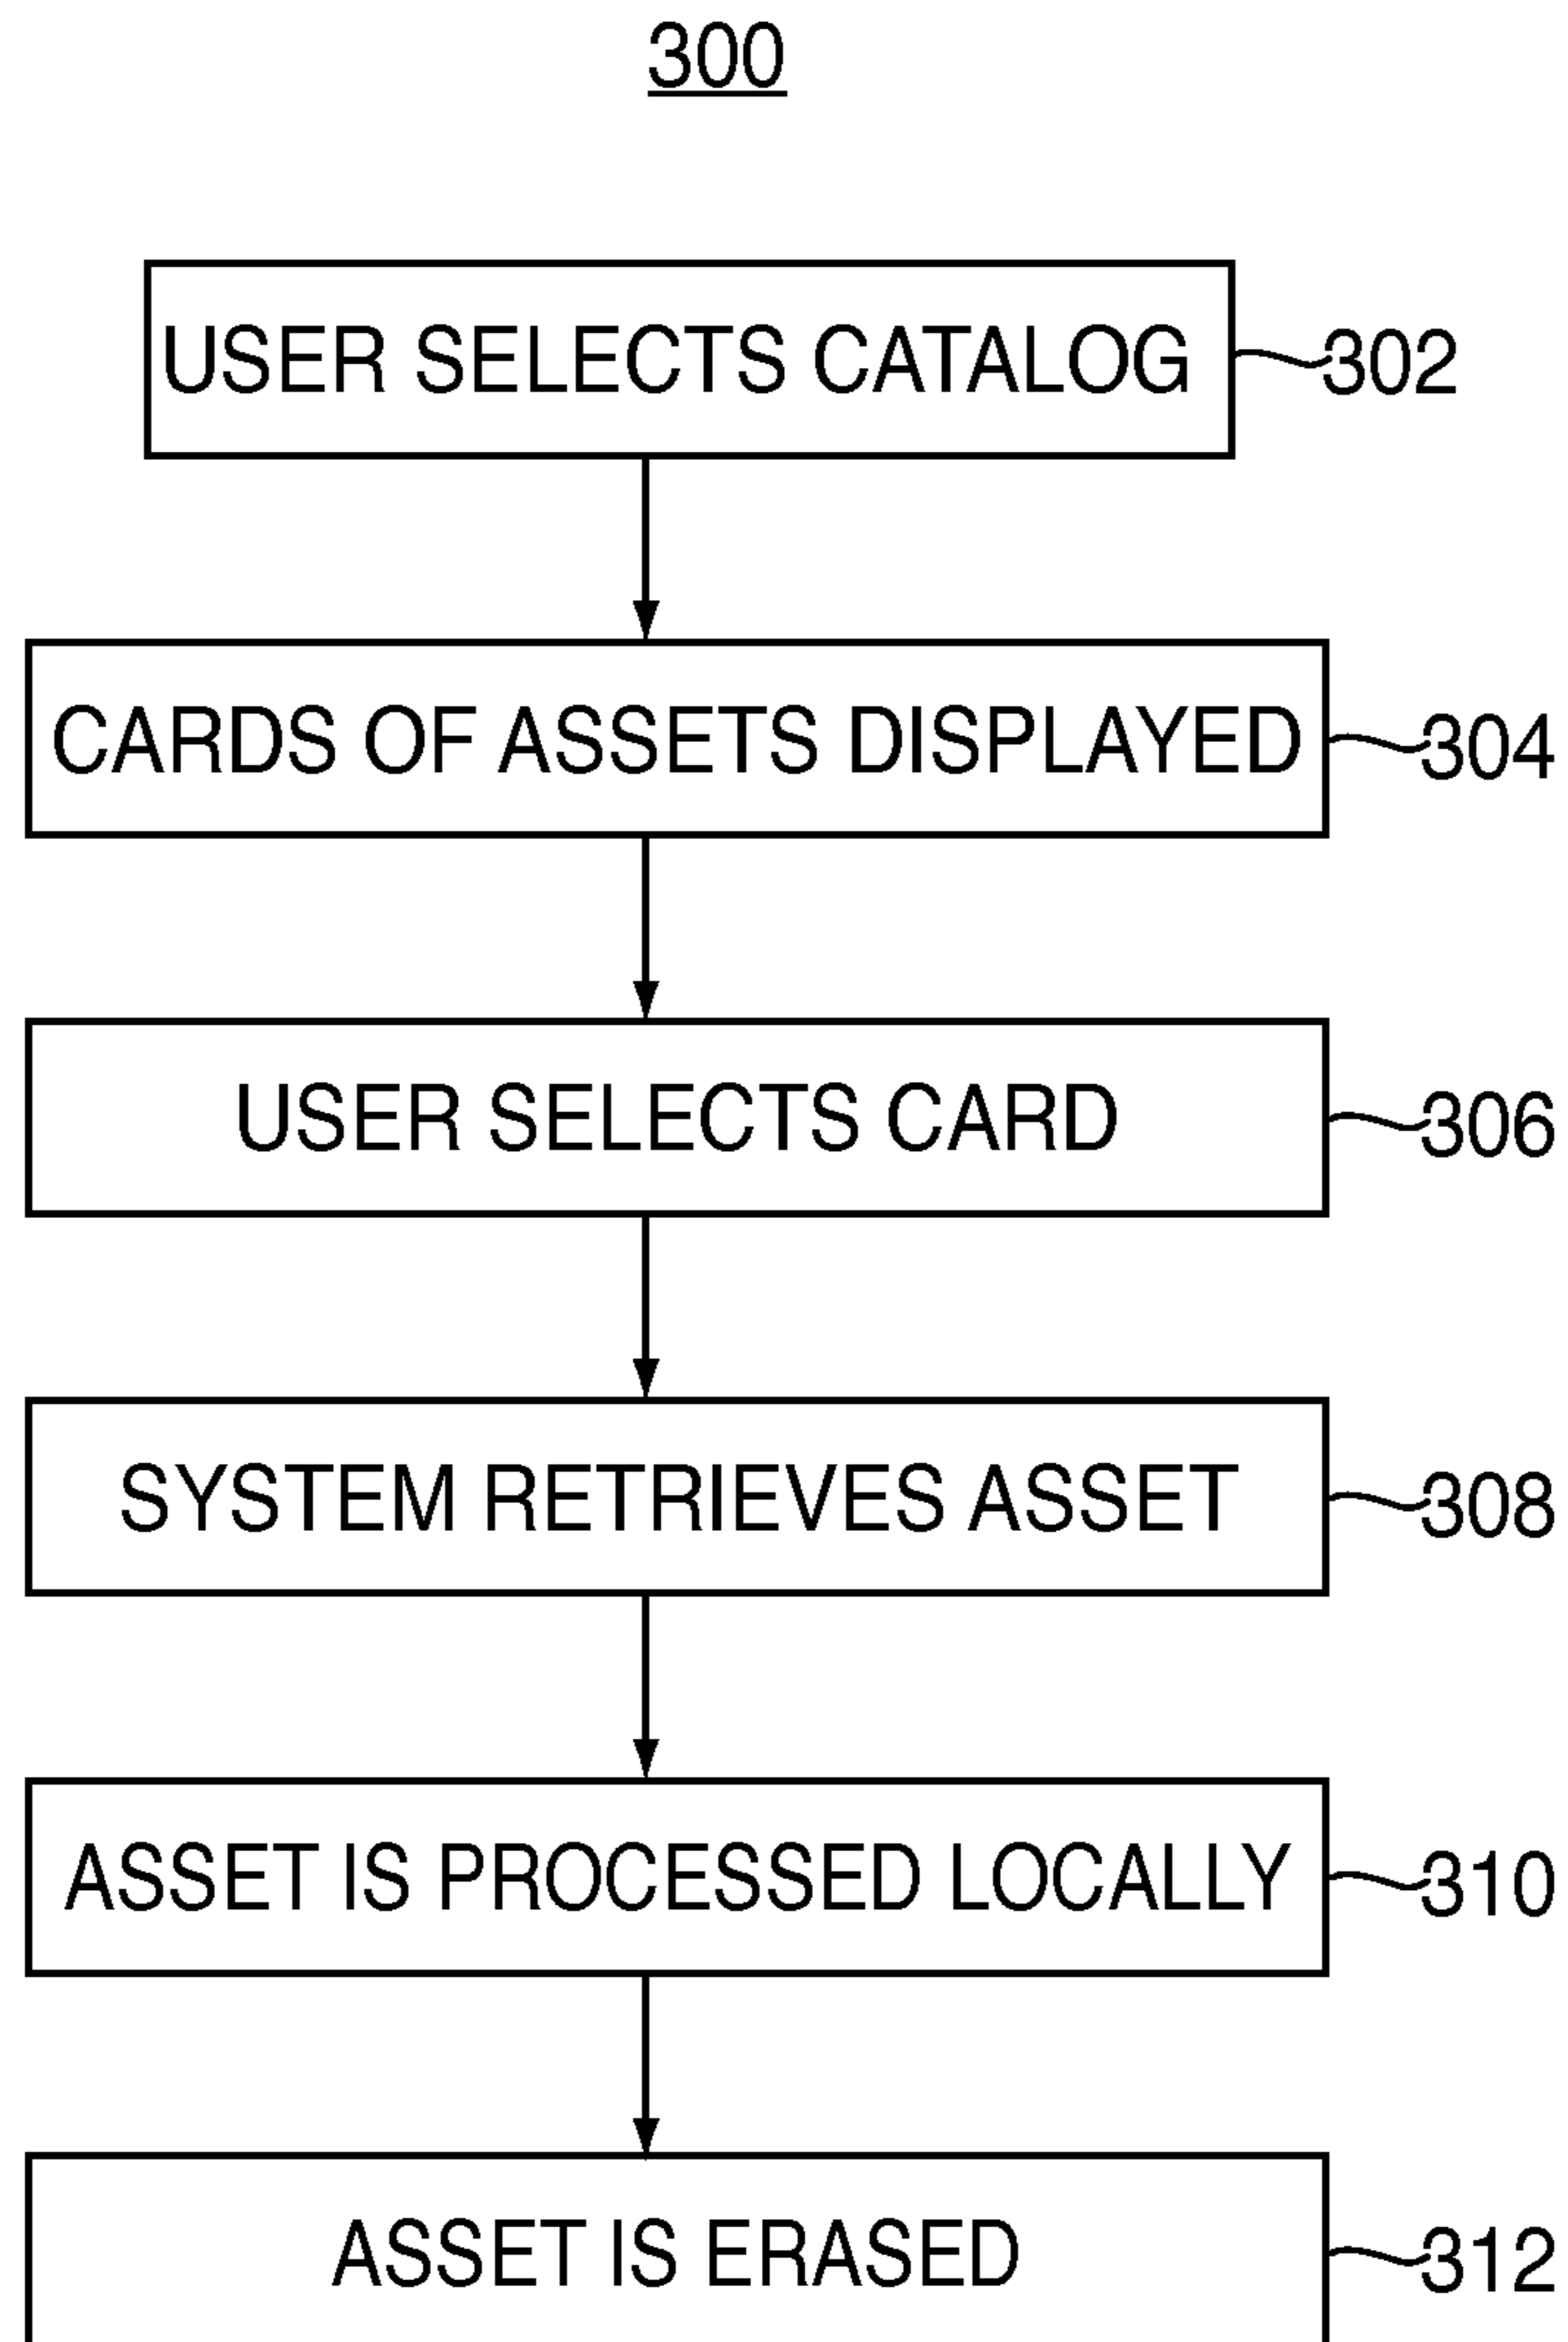 300
USER SELECTS CATALOG 302
CARDS OF ASSETS DISPLAYED 304
USER SELECTS CARD 306
SYSTEM RETRIEVES ASSET 308
ASSET IS PROCESSED LOCALLY 310
ASSET IS ERASED 312